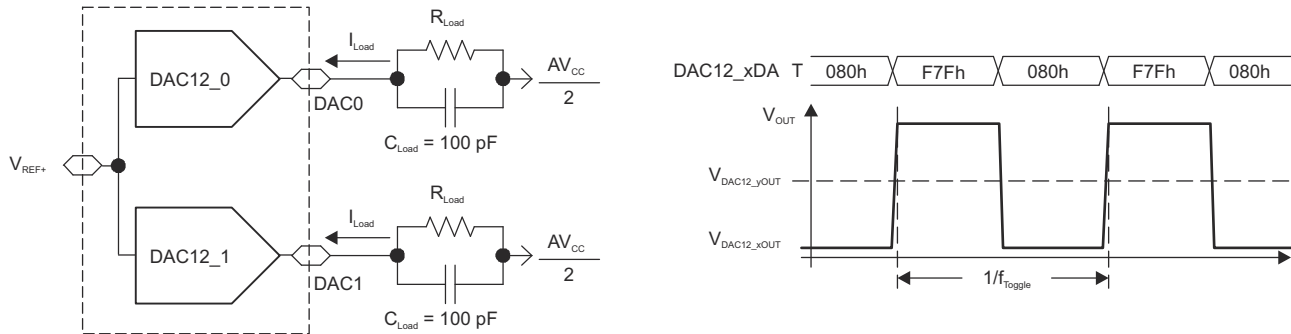 DAC12_0
I_Load
DAC0
R_Load
C_Load = 100 pF
AV_CC
2
V_REF+
DAC12_1
I_Load
DAC1
R_Load
C_Load = 100 pF
AV_CC
2
DAC12_xDA T 080h F7Fh 080h F7Fh 080h
V_OUT
V_DAC12_yOUT
V_DAC12_xOUT
1/f_Toggle